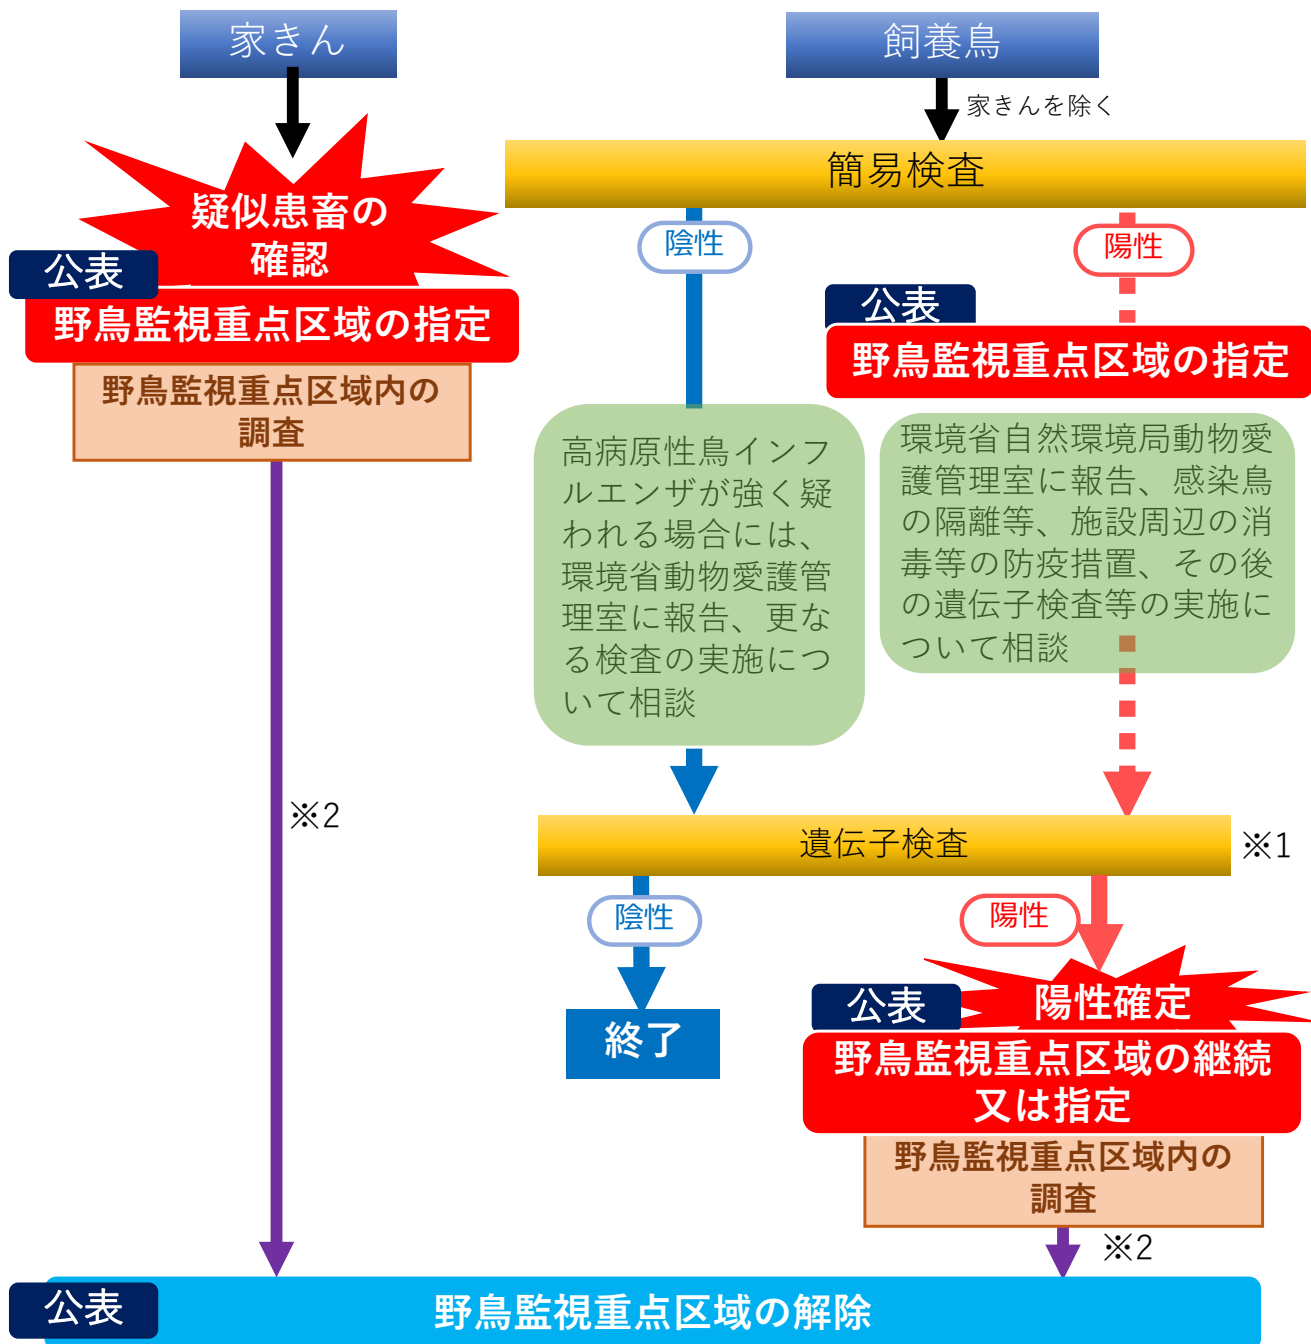 家きん
疑似患畜の
確認
公表
野鳥監視重点区域の指定
野鳥監視重点区域内の
調査
※2
飼養鳥
家きんを除く
簡易検査
陰性
陽性
公表
野鳥監視重点区域の指定
高病原性鳥インフ
ルエンザが強く疑
われる場合には、
環境省動物愛護管
理室に報告、更な
る検査の実施につ
いて相談
環境省自然環境局動物愛
護管理室に報告、感染鳥
の隔離等、施設周辺の消
毒等の防疫措置、その後
の遺伝子検査等の実施に
ついて相談
遺伝子検査
※1
陰性
陽性
終了
陽性確定
公表
野鳥監視重点区域の継続
又は指定
野鳥監視重点区域内の
調査
※2
公表
野鳥監視重点区域の解除